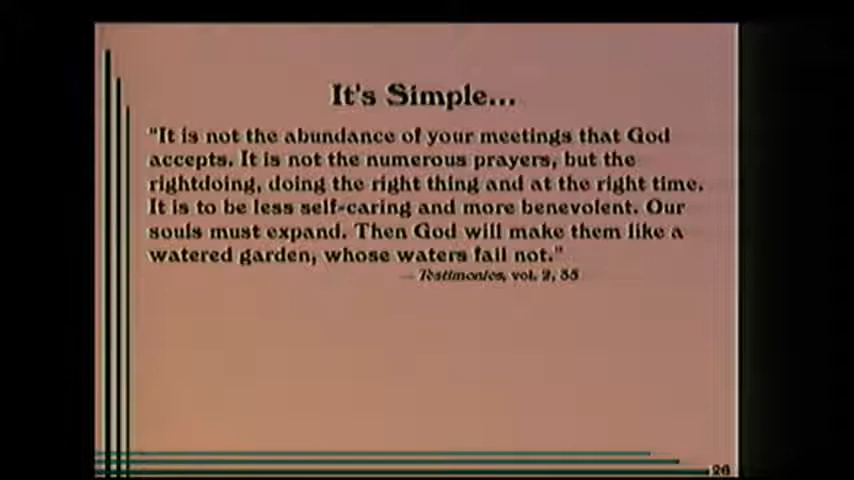 It's Simple...
"It is not the abundance of your meetings that God
accepts. It is not the numerous prayers, but the
rightdoing, doing the right thing and at the right time.
It is to be less self-caring and more benevolent. Our
souls must expand. Then God will make them like a
watered garden, whose waters fail not."
— Testimonies, vol. 2, 35
26